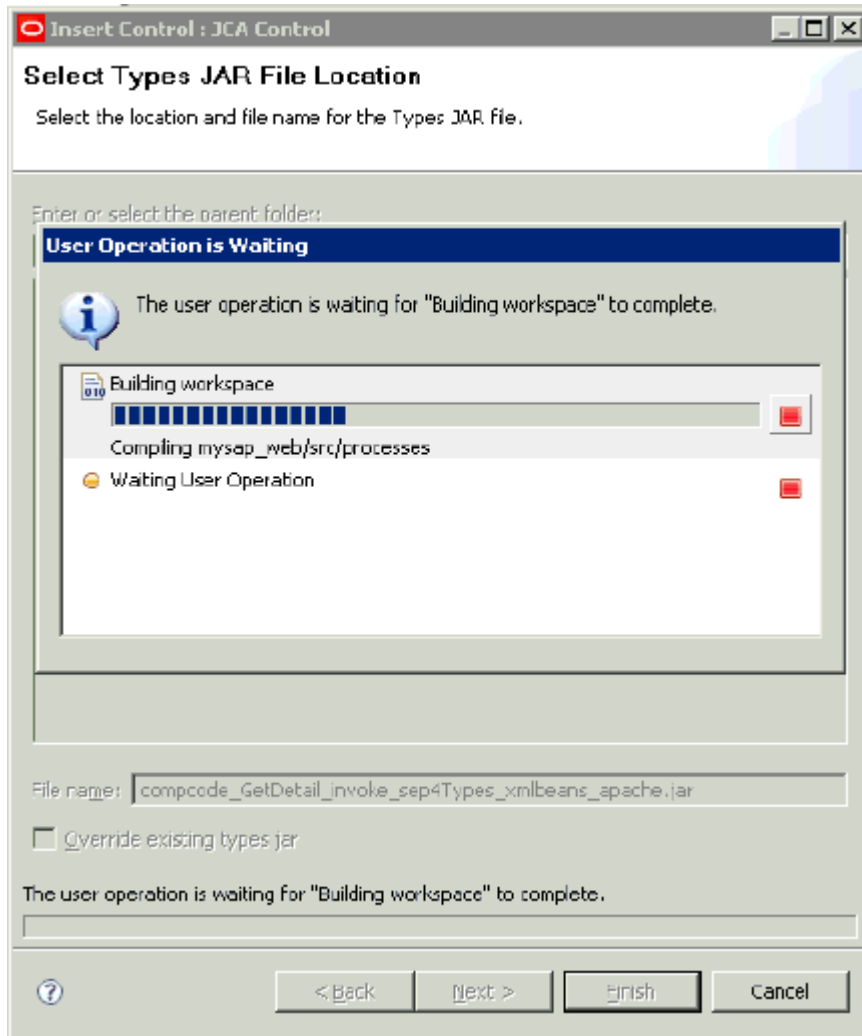 Insert Control : JCA Control
Select Types JAR File Location
Select the location and file name for the Types JAR file.
Enter or select the parent folder:
User Operation is Waiting
The user operation is waiting for "Building workspace" to complete.
010
Building workspace
Compiling mysap_web/src/processes
Waiting User Operation
File name: compcode_GetDetail_invoke_sep4Types_xmlbeans_apache.jar
Override existing types jar
The user operation is waiting for "Building workspace" to complete.
? < Back Next > Finish Cancel